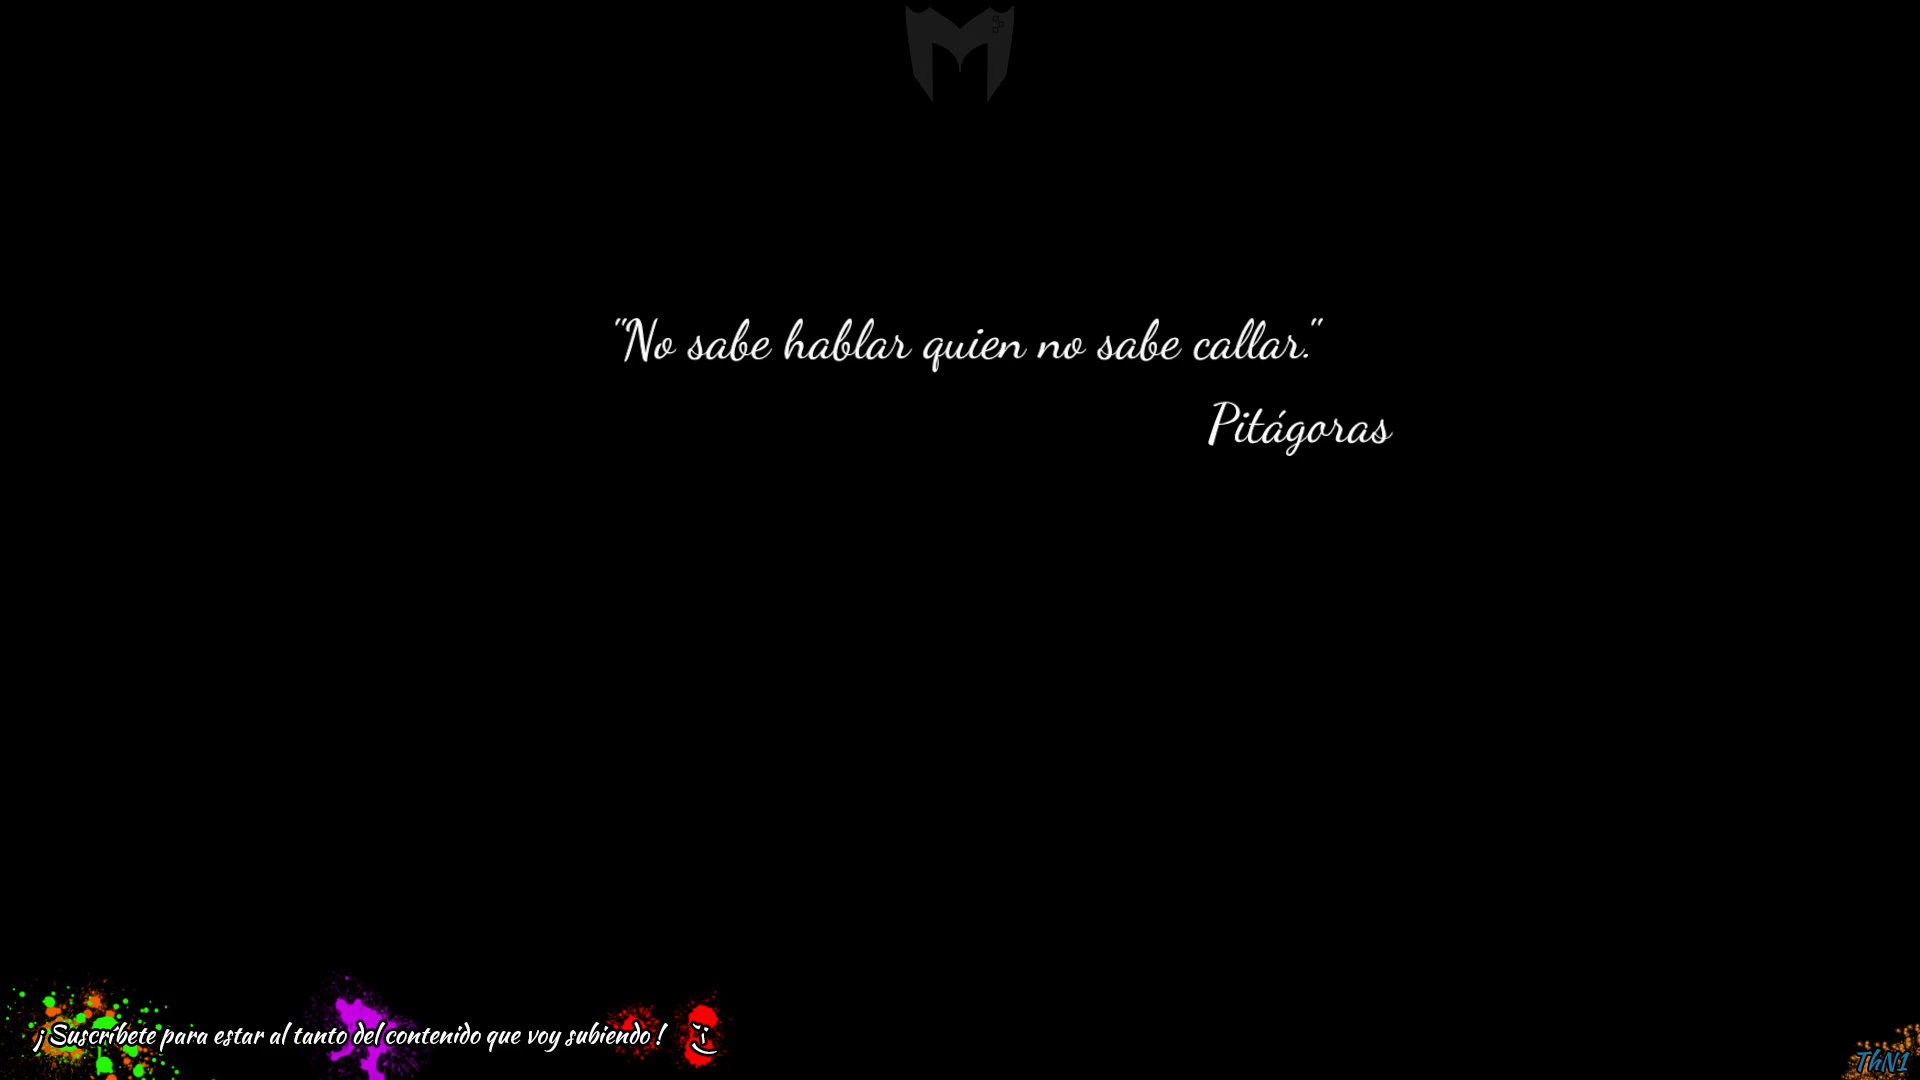 "No sabe hablar quien no sabe callar."
Pitágoras
¡Suscríbete para estar al tanto del contenido que voy subiendo!
ThN1